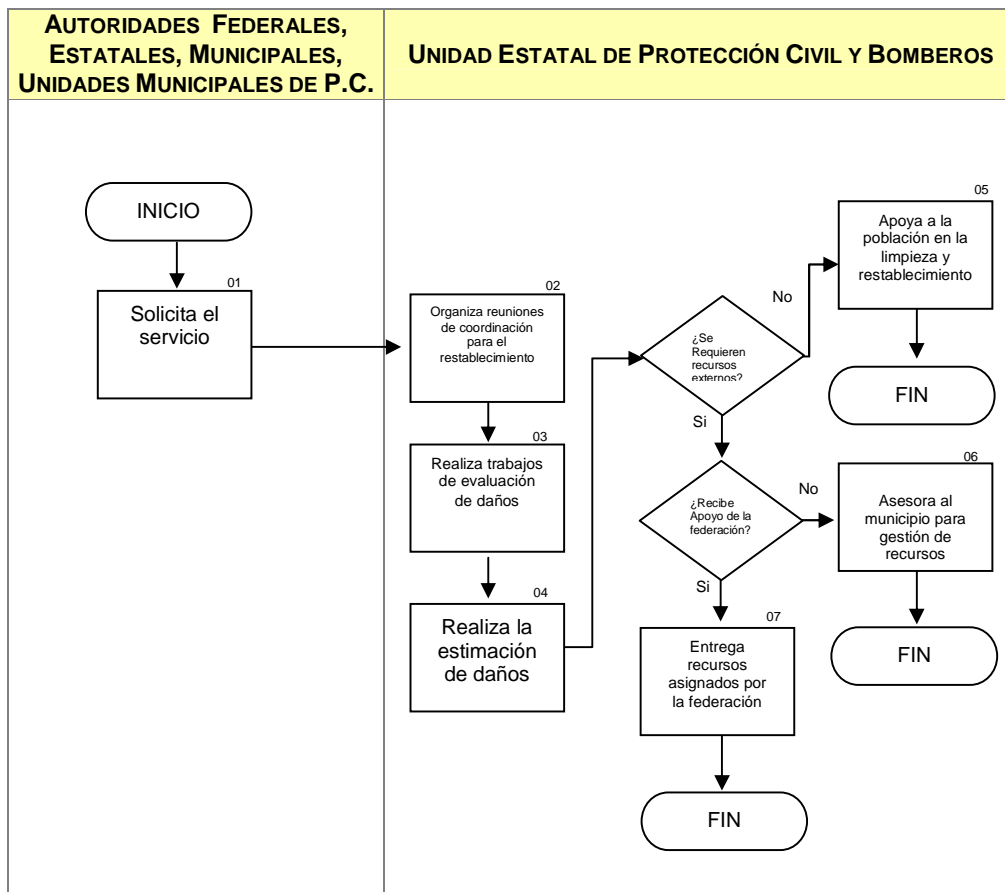 AUTORIDADES FEDERALES,
ESTATALES, MUNICIPALES,
UNIDADES MUNICIPALES DE P.C.
UNIDAD ESTATAL DE PROTECCIÓN CIVIL Y BOMBEROS
INICIO
01
Solicita el
servicio
02
Organiza reuniones
de coordinación
para el
restablecimiento
03
Realiza trabajos
de evaluación
de daños
04
Realiza la
estimación
de daños
¿Se
Requieren
recursos
externos?
No
05
Apoya a la
población en la
limpieza y
restablecimiento
FIN
Si
¿Recibe
Apoyo de la
federación?
No
06
Asesora al
municipio para
gestión de
recursos
FIN
Si
07
Entrega
recursos
asignados por
la federación
FIN